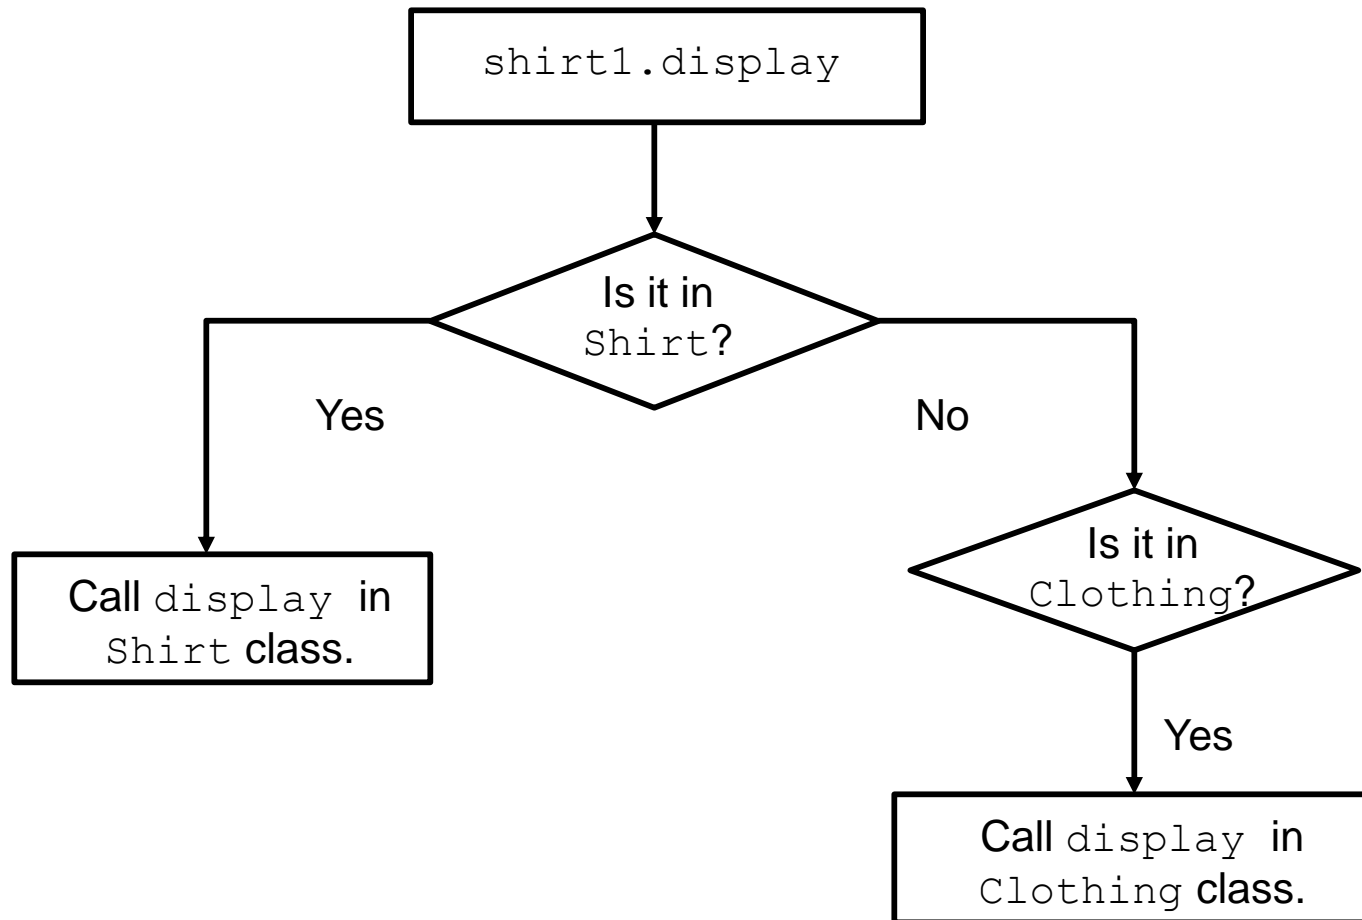 shirt1.display
Is it in
Shirt?
Yes
No
Call display in
Shirt class.
Is it in
Clothing?
Yes
Call display in
Clothing class.